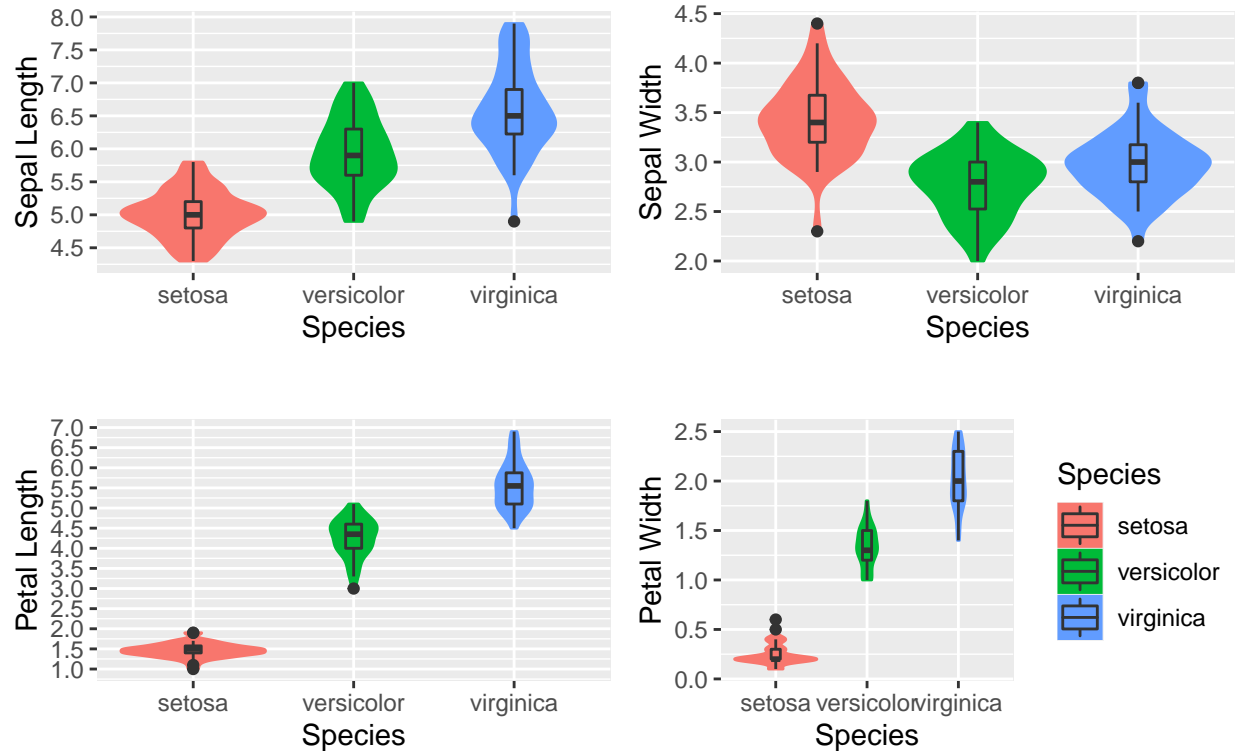 Sepal Length
8.0
7.5
7.0
6.5
6.0
5.5
5.0
4.5
setosa versicolor virginica
Species
Sepal Width
4.5
4.0
3.5
3.0
2.5
2.0
setosa versicolor virginica
Species
Petal Length
7.0
6.5
6.0
5.5
5.0
4.5
4.0
3.5
3.0
2.5
2.0
1.5
1.0
setosa versicolor virginica
Species
Petal Width
2.5
2.0
1.5
1.0
0.5
0.0
setosa versicolor virginica
Species
Species
setosa
versicolor
virginica